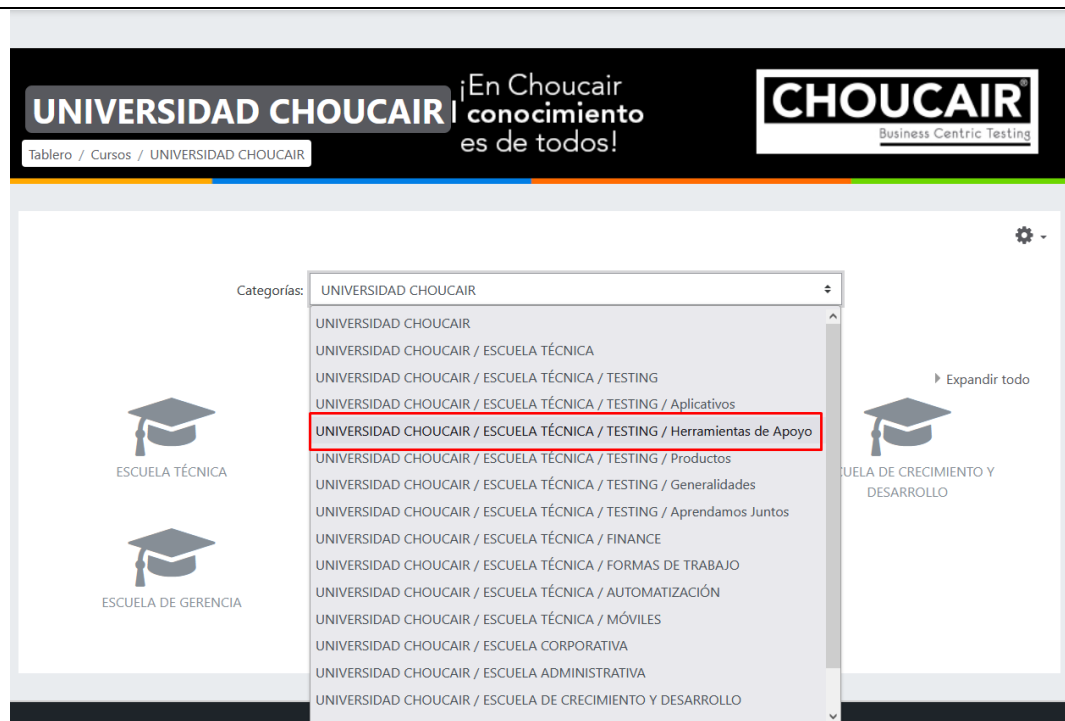 UNIVERSIDAD CHOUCAIR
¡En Choucair
conocimiento
es de todos!
CHOUCAIR®
Business Centric Testing
Tablero / Cursos / UNIVERSIDAD CHOUCAIR
Categorías:
UNIVERSIDAD CHOUCAIR
UNIVERSIDAD CHOUCAIR
UNIVERSIDAD CHOUCAIR / ESCUELA TÉCNICA
UNIVERSIDAD CHOUCAIR / ESCUELA TÉCNICA / TESTING
UNIVERSIDAD CHOUCAIR / ESCUELA TÉCNICA / TESTING / Aplicativos
UNIVERSIDAD CHOUCAIR / ESCUELA TÉCNICA / TESTING / Herramientas de Apoyo
UNIVERSIDAD CHOUCAIR / ESCUELA TÉCNICA / TESTING / Productos
UNIVERSIDAD CHOUCAIR / ESCUELA TÉCNICA / TESTING / Generalidades
UNIVERSIDAD CHOUCAIR / ESCUELA TÉCNICA / TESTING / Aprendamos Juntos
UNIVERSIDAD CHOUCAIR / ESCUELA TÉCNICA / FINANCE
UNIVERSIDAD CHOUCAIR / ESCUELA TÉCNICA / FORMAS DE TRABAJO
UNIVERSIDAD CHOUCAIR / ESCUELA TÉCNICA / AUTOMATIZACIÓN
UNIVERSIDAD CHOUCAIR / ESCUELA TÉCNICA / MÓVILES
UNIVERSIDAD CHOUCAIR / ESCUELA CORPORATIVA
UNIVERSIDAD CHOUCAIR / ESCUELA ADMINISTRATIVA
UNIVERSIDAD CHOUCAIR / ESCUELA DE CRECIMIENTO Y DESARROLLO
Expandir todo
ESCUELA TÉCNICA
DE CRECIMIENTO Y
DESARROLLO
ESCUELA DE GERENCIA